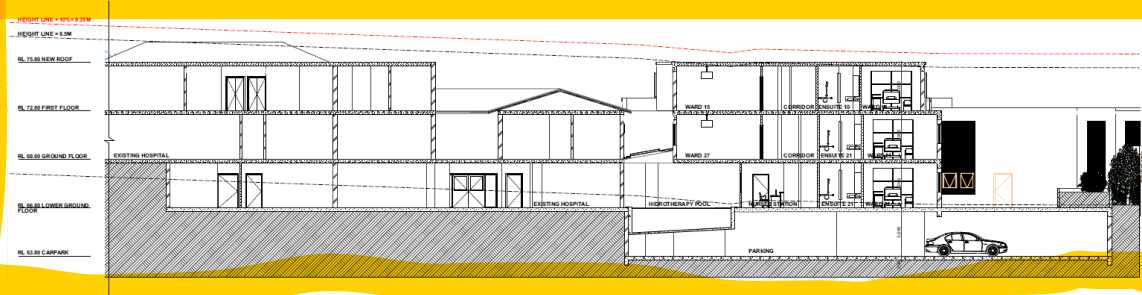 HEIGHT LINE + 10%= 9.35M
HEIGHT LINE = 8.5M
RL 75.80 NEW ROOF
RL 72.80 FIRST FLOOR
WARD 15
CORRIDOR
ENSUITE 10
RL 69.80 GROUND FLOOR
EXISTING HOSPITAL
WARD 27
CORRIDOR
ENSUITE 21
RL 66.80 LOWER GROUND
FLOOR
EXISTING HOSPITAL
HIDROTHERAPY POOL
STATION
ENSUITE 21
RL 63.80 CARPARK
PARKING